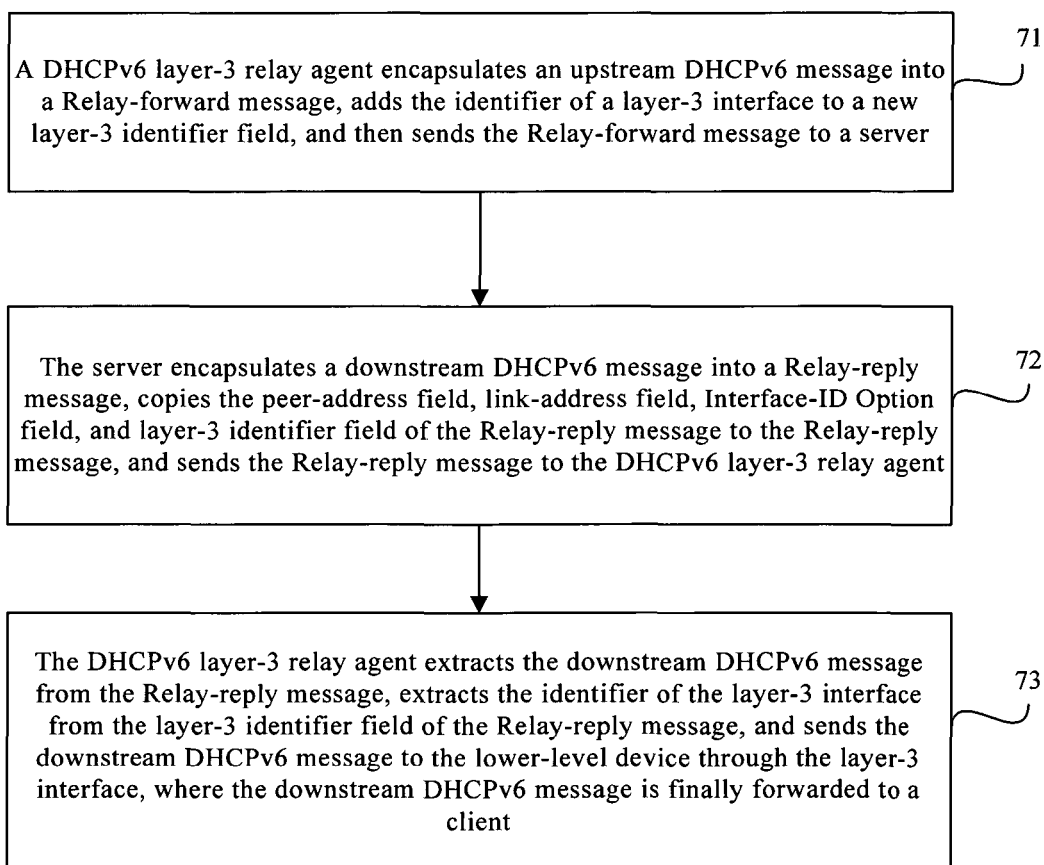 71
A DHCPv6 layer-3 relay agent encapsulates an upstream DHCPv6 message into
a Relay-forward message, adds the identifier of a layer-3 interface to a new
layer-3 identifier field, and then sends the Relay-forward message to a server
72
The server encapsulates a downstream DHCPv6 message into a Relay-reply
message, copies the peer-address field, link-address field, Interface-ID Option
field, and layer-3 identifier field of the Relay-reply message to the Relay-reply
message, and sends the Relay-reply message to the DHCPv6 layer-3 relay agent
73
The DHCPv6 layer-3 relay agent extracts the downstream DHCPv6 message
from the Relay-reply message, extracts the identifier of the layer-3 interface
from the layer-3 identifier field of the Relay-reply message, and sends the
downstream DHCPv6 message to the lower-level device through the layer-3
interface, where the downstream DHCPv6 message is finally forwarded to a
client